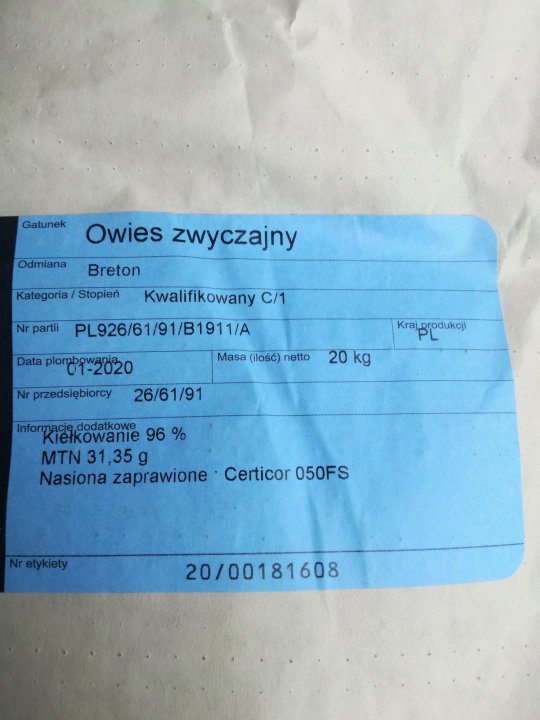 Gatunek Owies zwyczajny
Odmiana Breton
Kategoria / Stopień Kwalifikowany C/1
Nr partii PL926/61/91/B1911/A Kraj produkcji PL
Data plombowania 01-2020 Masa (ilość) netto 20 kg
Nr przedsiębiorcy 26/61/91
Informacje dodatkowe
Kiełkowanie 96 %
MTN 31,35 g
Nasiona zaprawione : Certicor 050FS
Nr etykiety 20/00181608